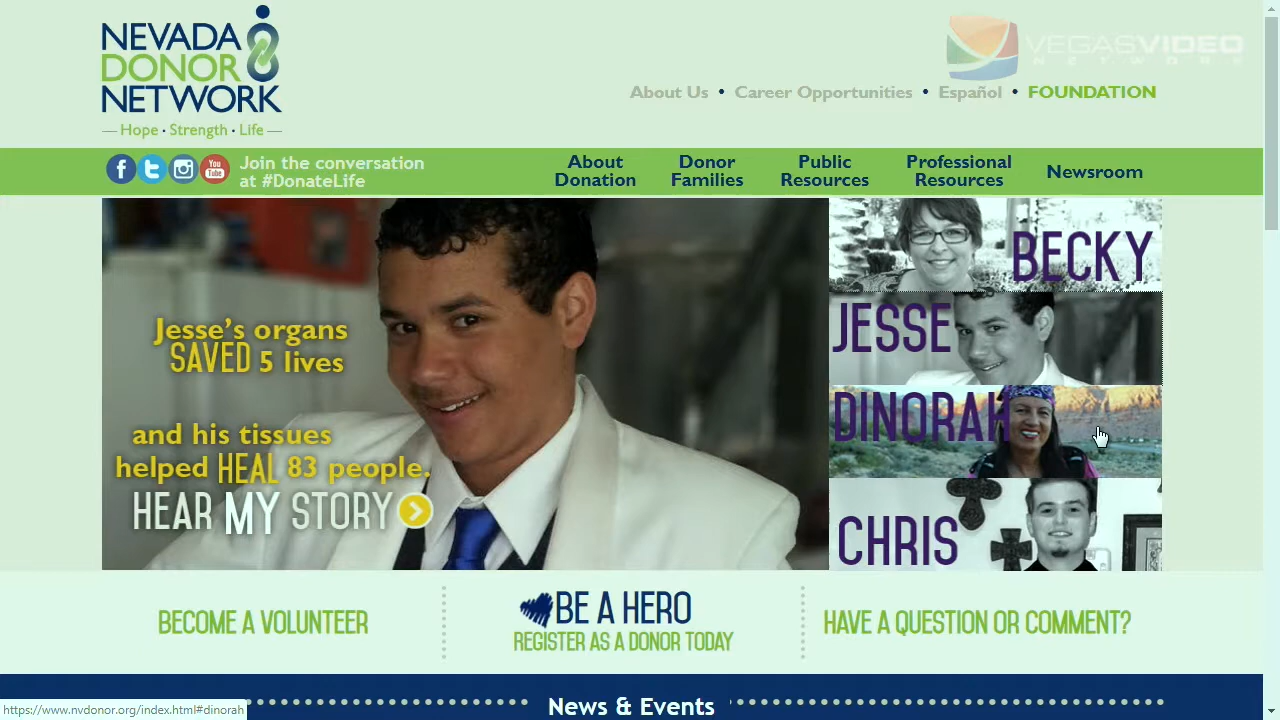 NEVADA
DONOR
NETWORK
Hope · Strength · Life
VEGASVIDEO
NETWORK
About Us • Career Opportunities • Español • FOUNDATION
f
You
Tube
Join the conversation
at #DonateLife
About
Donation
Donor
Families
Public
Resources
Professional
Resources
Newsroom
Jesse's organs
SAVED 5 lives
and his tissues
helped HEAL 83 people.
HEAR MY STORY
BECKY
JESSE
DINORAH
CHRIS
BECOME A VOLUNTEER
BE A HERO
REGISTER AS A DONOR TODAY
HAVE A QUESTION OR COMMENT?
News & Events
https://www.nvdonor.org/index.html#dinorah